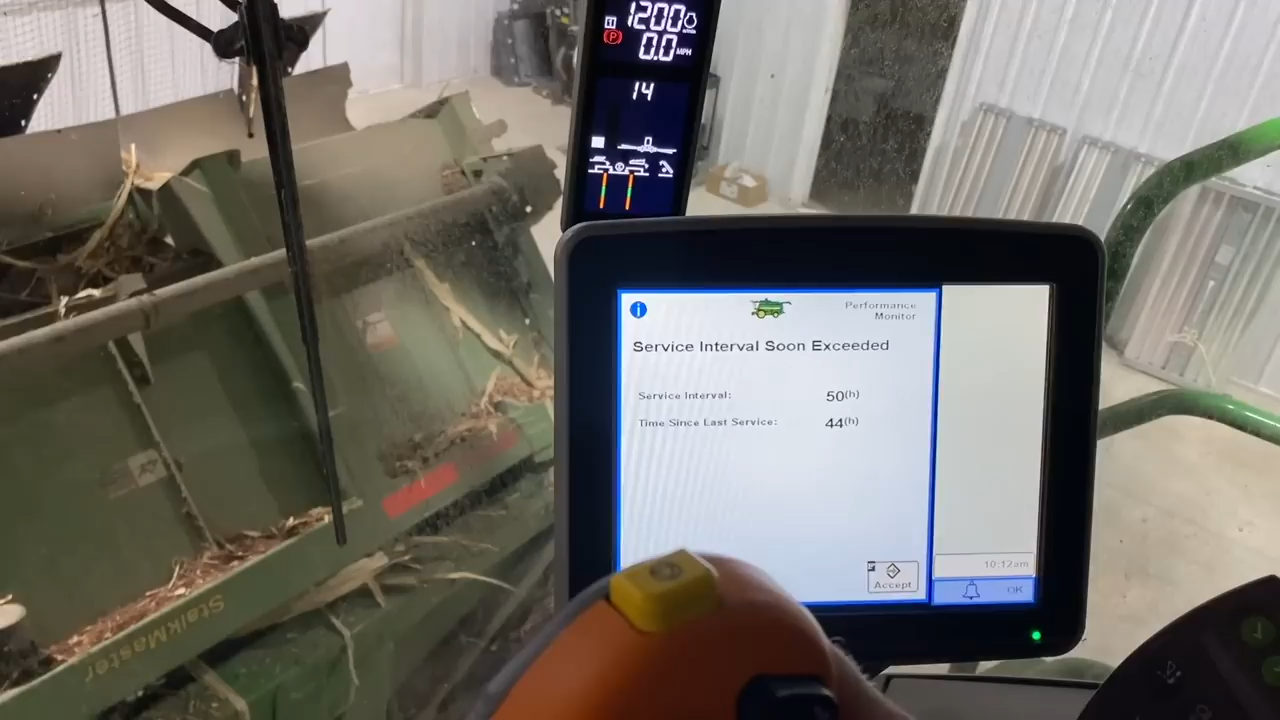 1200
n/min
P
0.0 MPH
14
Performance
Monitor
Service Interval Soon Exceeded
Service Interval: 50(h)
Time Since Last Service: 44(h)
Accept
10:12am
OK
StalkMaster